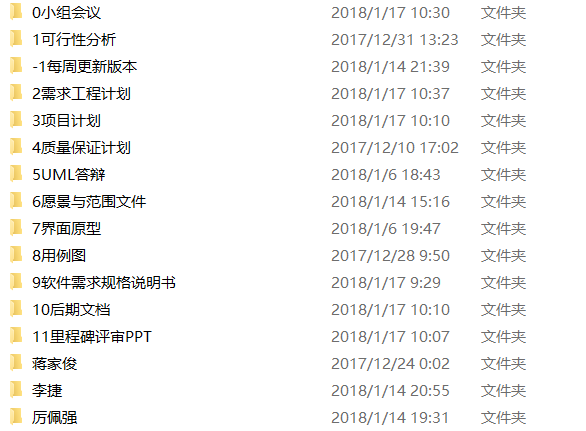 0小组会议 2018/1/17 10:30 文件夹
1可行性分析 2017/12/31 13:23 文件夹
-1每周更新版本 2018/1/14 21:39 文件夹
2需求工程计划 2018/1/17 10:37 文件夹
3项目计划 2018/1/17 10:10 文件夹
4质量保证计划 2017/12/10 17:02 文件夹
5UML答辩 2018/1/6 18:43 文件夹
6愿景与范围文件 2018/1/14 15:16 文件夹
7界面原型 2018/1/6 19:47 文件夹
8用例图 2017/12/28 9:50 文件夹
9软件需求规格说明书 2018/1/17 9:29 文件夹
10后期文档 2018/1/17 10:10 文件夹
11里程碑评审PPT 2018/1/17 10:07 文件夹
蒋家俊 2017/12/24 0:02 文件夹
李捷 2018/1/14 20:55 文件夹
厉佩强 2018/1/14 19:31 文件夹